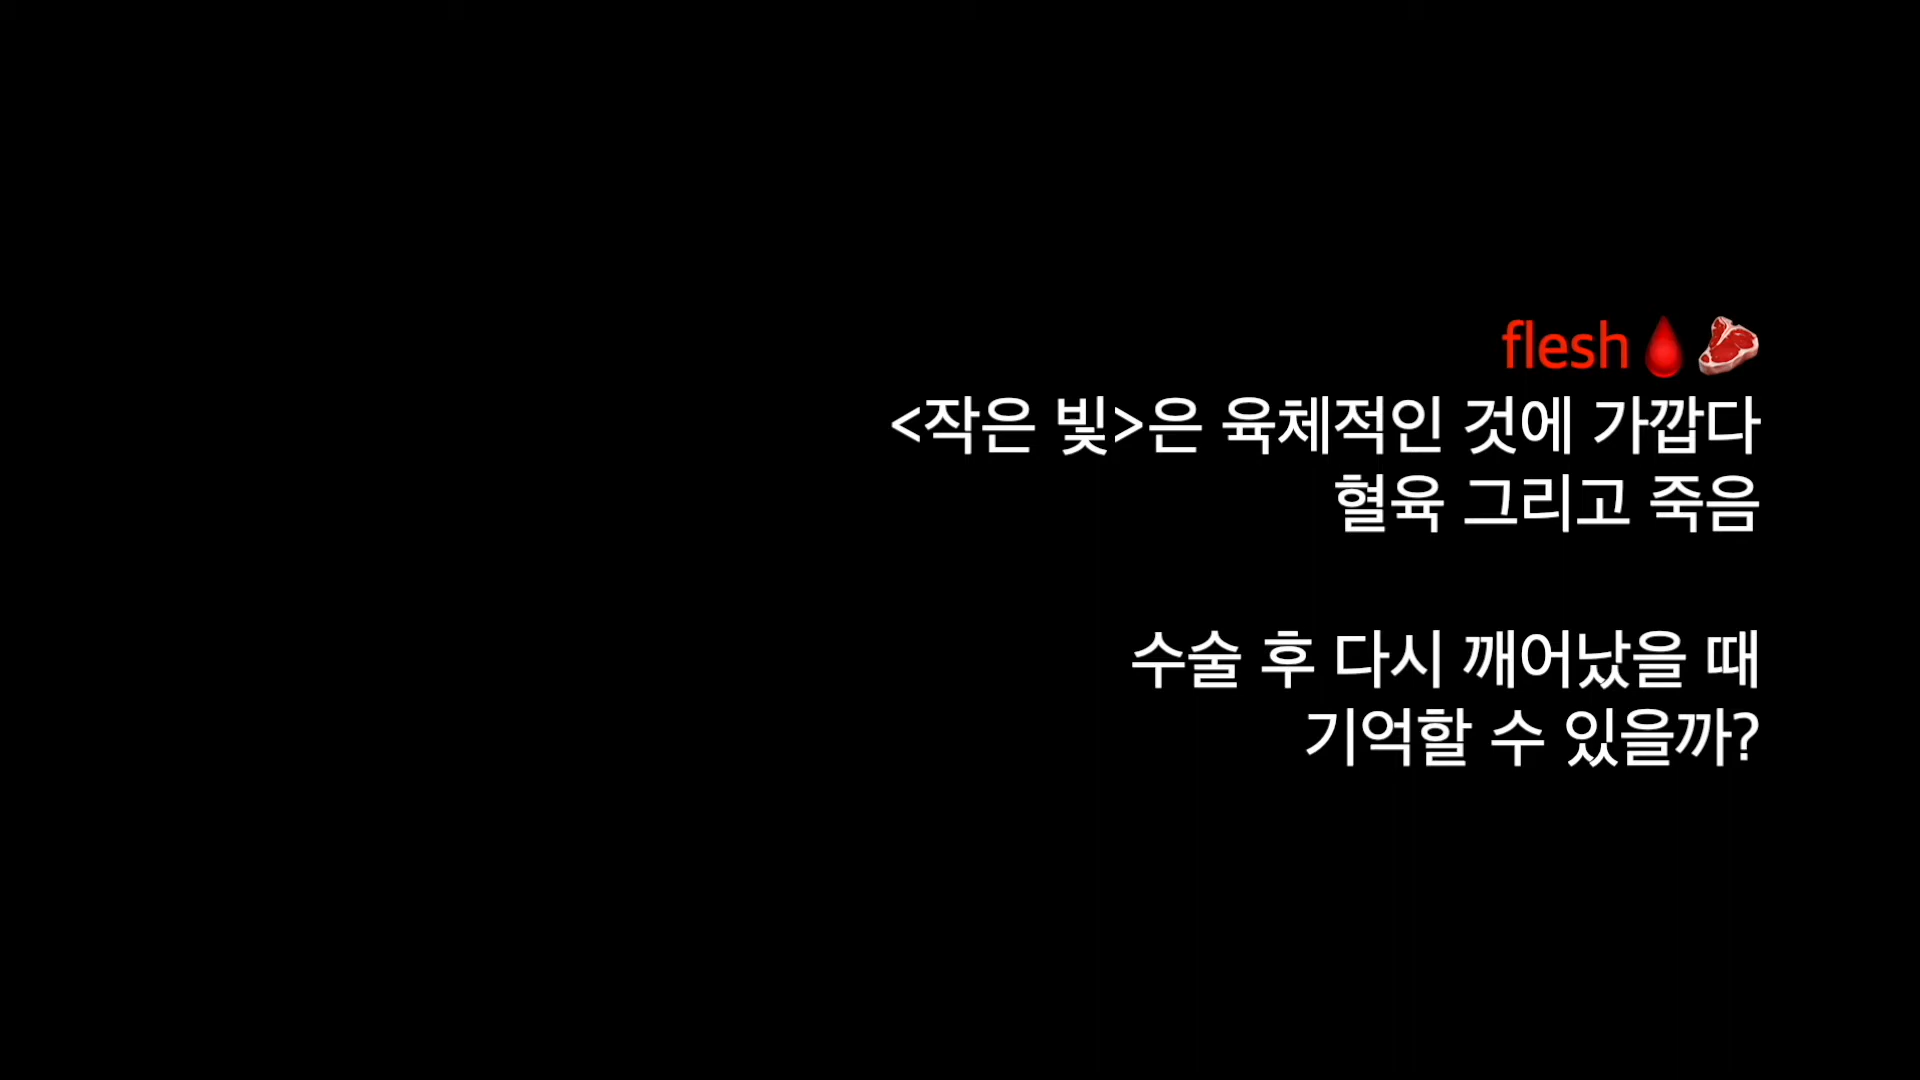 flesh🩸🥩
<작은 빛>은 육체적인 것에 가깝다
혈육 그리고 죽음
수술 후 다시 깨어났을 때
기억할 수 있을까?